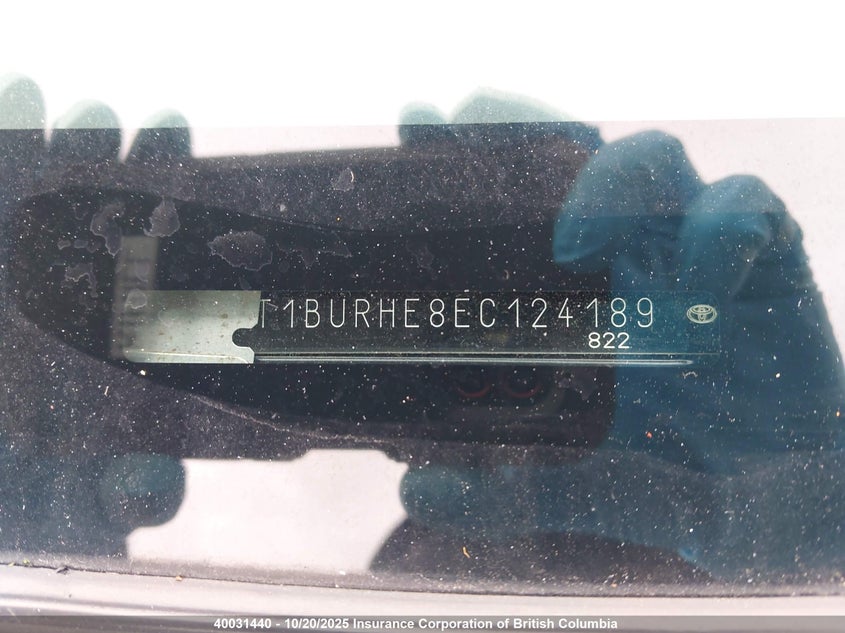 T1BURHE8EC124189
822
40031440 - 10/20/2025 Insurance Corporation of British Columbia